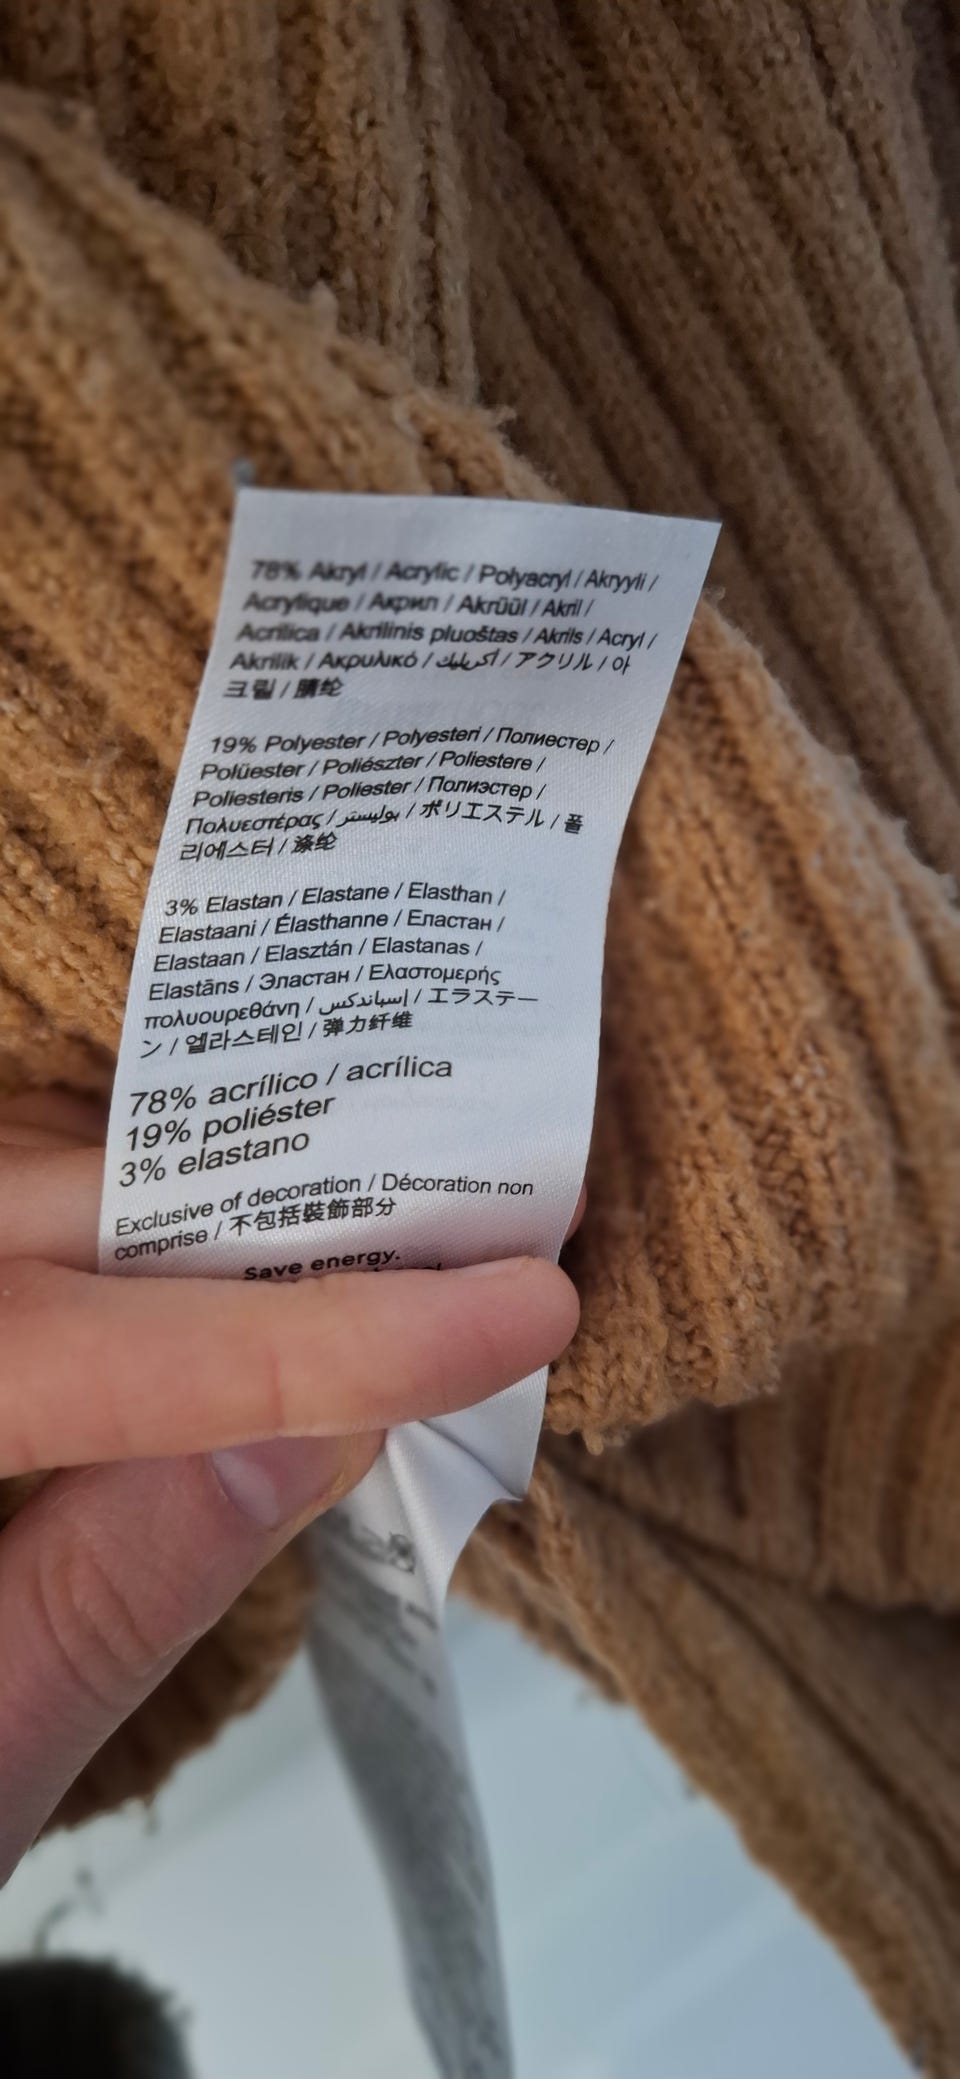 78% Akryl / Acrylic / Polyacryl / Akryyli /
Acrylique / Акрил / Akrüül / Akril /
Acrílica / Akrilinis pluoštas / Akrils / Acryl /
Akrilik / Ακρυλικό / أكريليك / アクリル / 아
크릴 / 腈纶
19% Polyester / Polyesteri / Полиестер /
Polüester / Poliészter / Poliestere /
Poliesteris / Poliester / Полиэстер /
Πολυεστέρας / بوليستر / ポリエステル / 폴
리에스터 / 涤纶
3% Elastan / Elastane / Elasthan /
Elastaani / Élasthanne / Еластан /
Elastaan / Elasztán / Elastanas /
Elastāns / Эластан / Ελαστομερής
πολυουρεθάνη / إسباندكس / エラステー
ン / 엘라스테인 / 弹力纤维
78% acrílico / acrílica
19% poliéster
3% elastano
Exclusive of decoration / Décoration non
comprise / 不包括裝飾部分
Save energy.